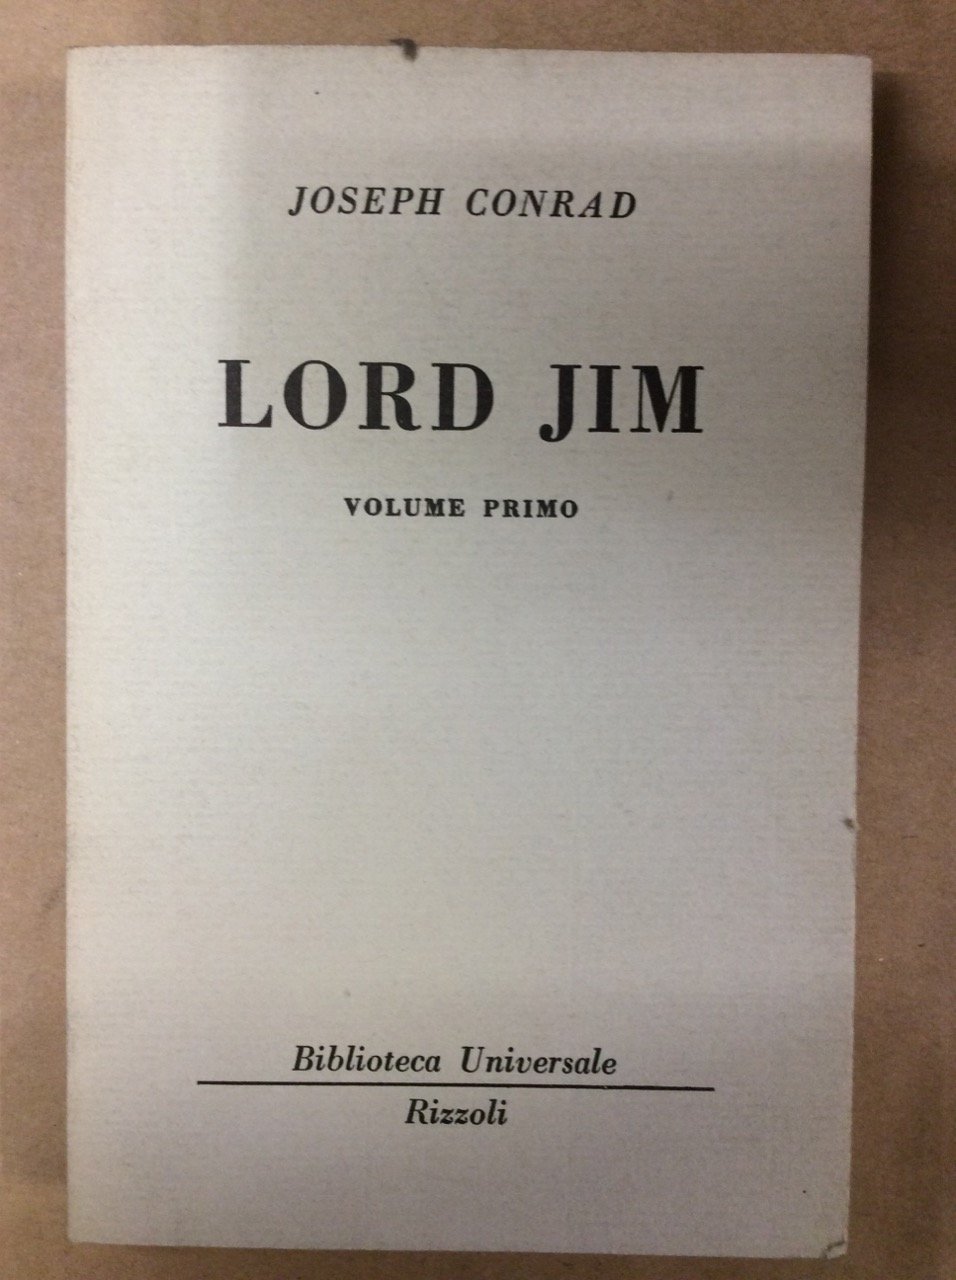 JOSEPH CONRAD
LORD JIM
VOLUME PRIMO
Biblioteca Universale
Rizzoli